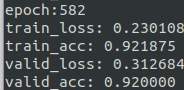 epoch:582
train_loss: 0.230108
train_acc: 0.921875
valid_loss: 0.312684
valid_acc: 0.920000